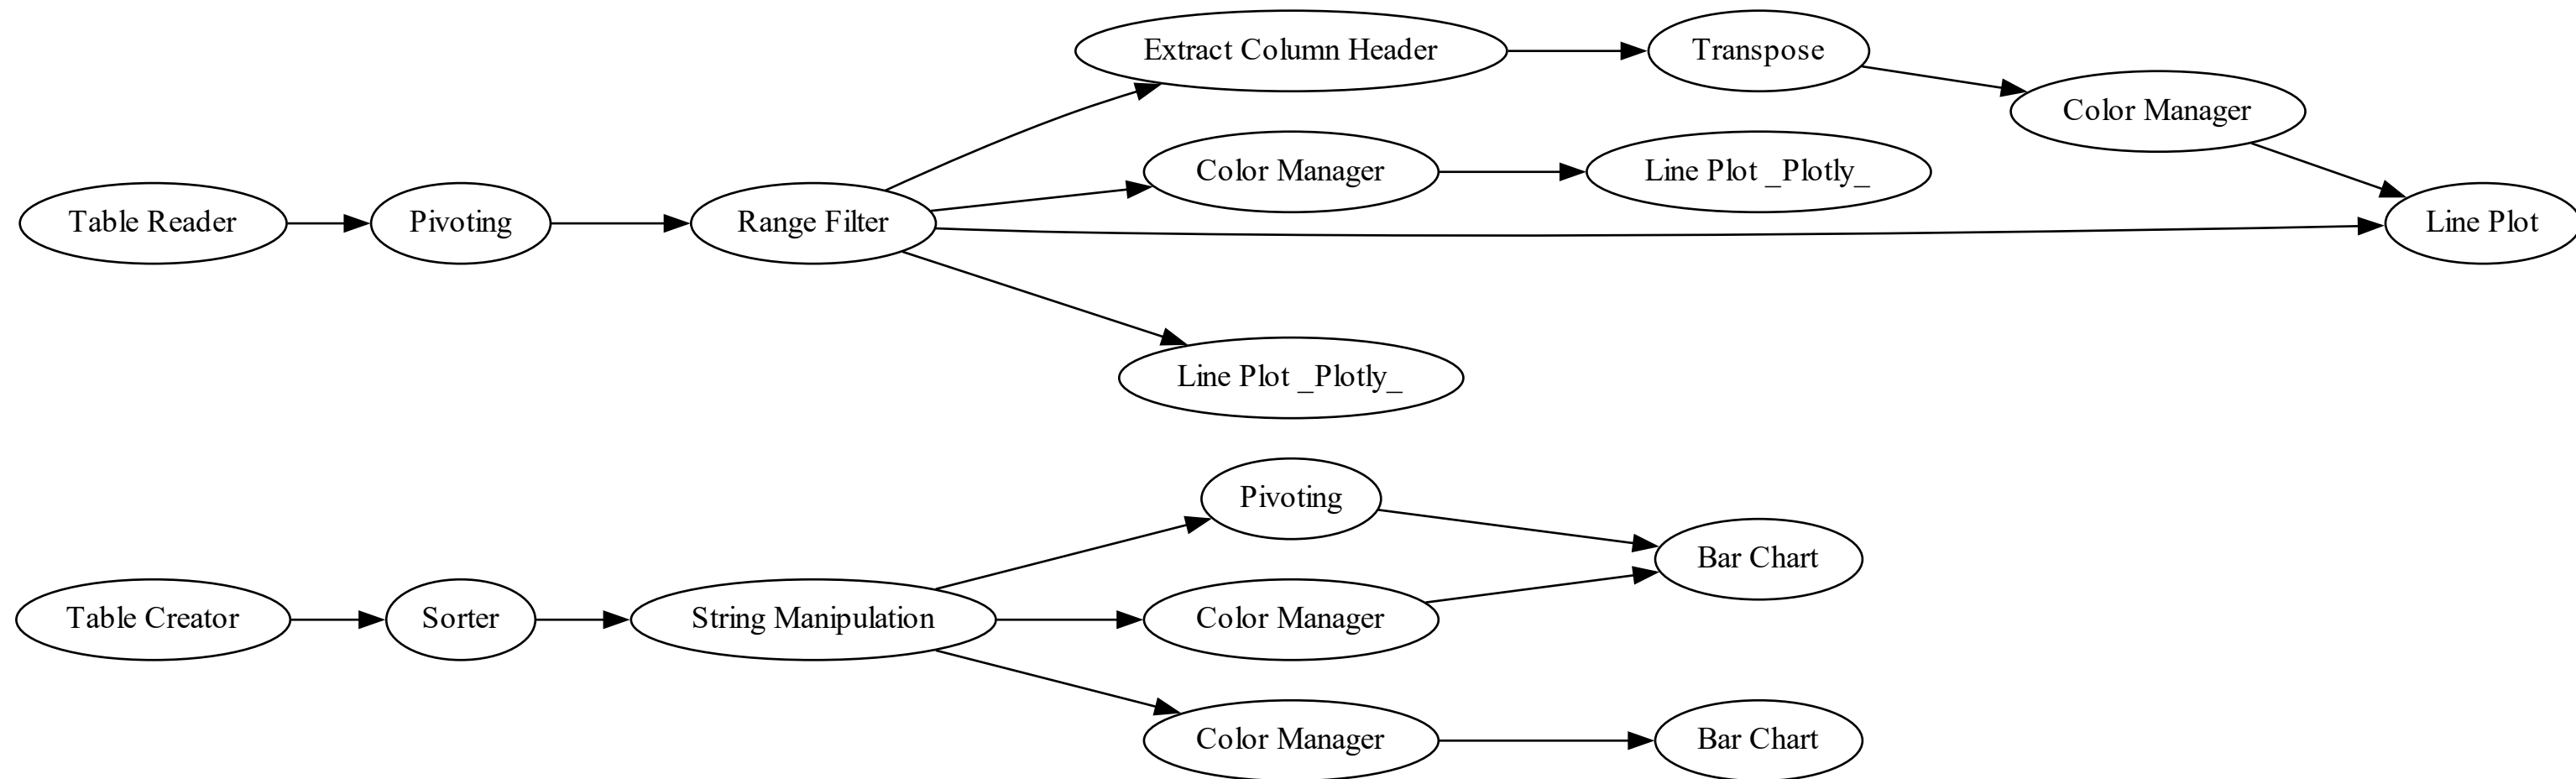 Extract Column Header
Transpose
Color Manager
Color Manager
Line Plot _Plotly_
Table Reader
Pivoting
Range Filter
Line Plot
Line Plot _Plotly_
Pivoting
Bar Chart
Table Creator
Sorter
String Manipulation
Color Manager
Color Manager
Bar Chart